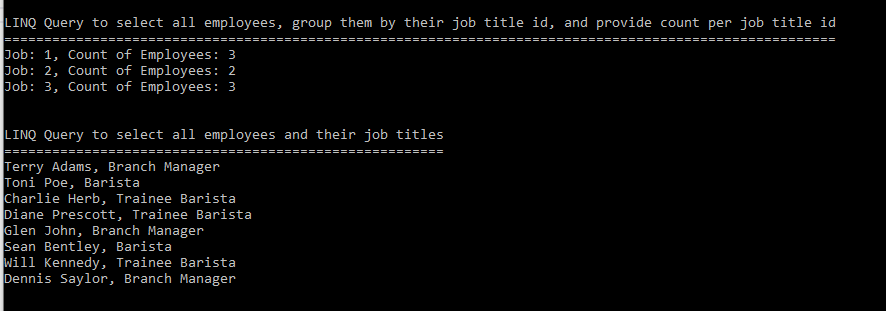 LINQ Query to select all employees, group them by their job title id, and provide count per job title id
========================================================================================================
Job: 1, Count of Employees: 3
Job: 2, Count of Employees: 2
Job: 3, Count of Employees: 3
LINQ Query to select all employees and their job titles
=======================================================
Terry Adams, Branch Manager
Toni Poe, Barista
Charlie Herb, Trainee Barista
Diane Prescott, Trainee Barista
Glen John, Branch Manager
Sean Bentley, Barista
Will Kennedy, Trainee Barista
Dennis Saylor, Branch Manager